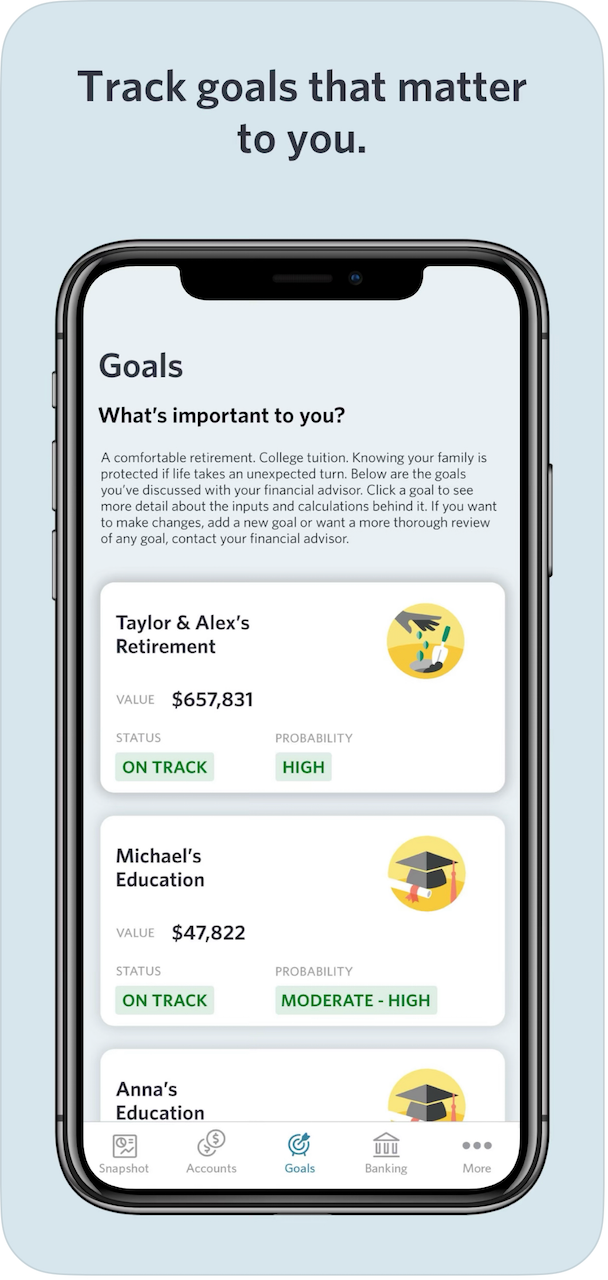 Track goals that matter
to you.
Goals
What's important to you?
A comfortable retirement. College tuition. Knowing your family is
protected if life takes an unexpected turn. Below are the goals
you've discussed with your financial advisor. Click a goal to see
more detail about the inputs and calculations behind it. If you want
to make changes, add a new goal or want a more thorough review
of any goal, contact your financial advisor.
Taylor & Alex's
Retirement
VALUE $657,831
STATUS PROBABILITY
ON TRACK HIGH
Michael's
Education
VALUE $47,822
STATUS PROBABILITY
ON TRACK MODERATE - HIGH
Anna's
Education
Snapshot Accounts Goals Banking More